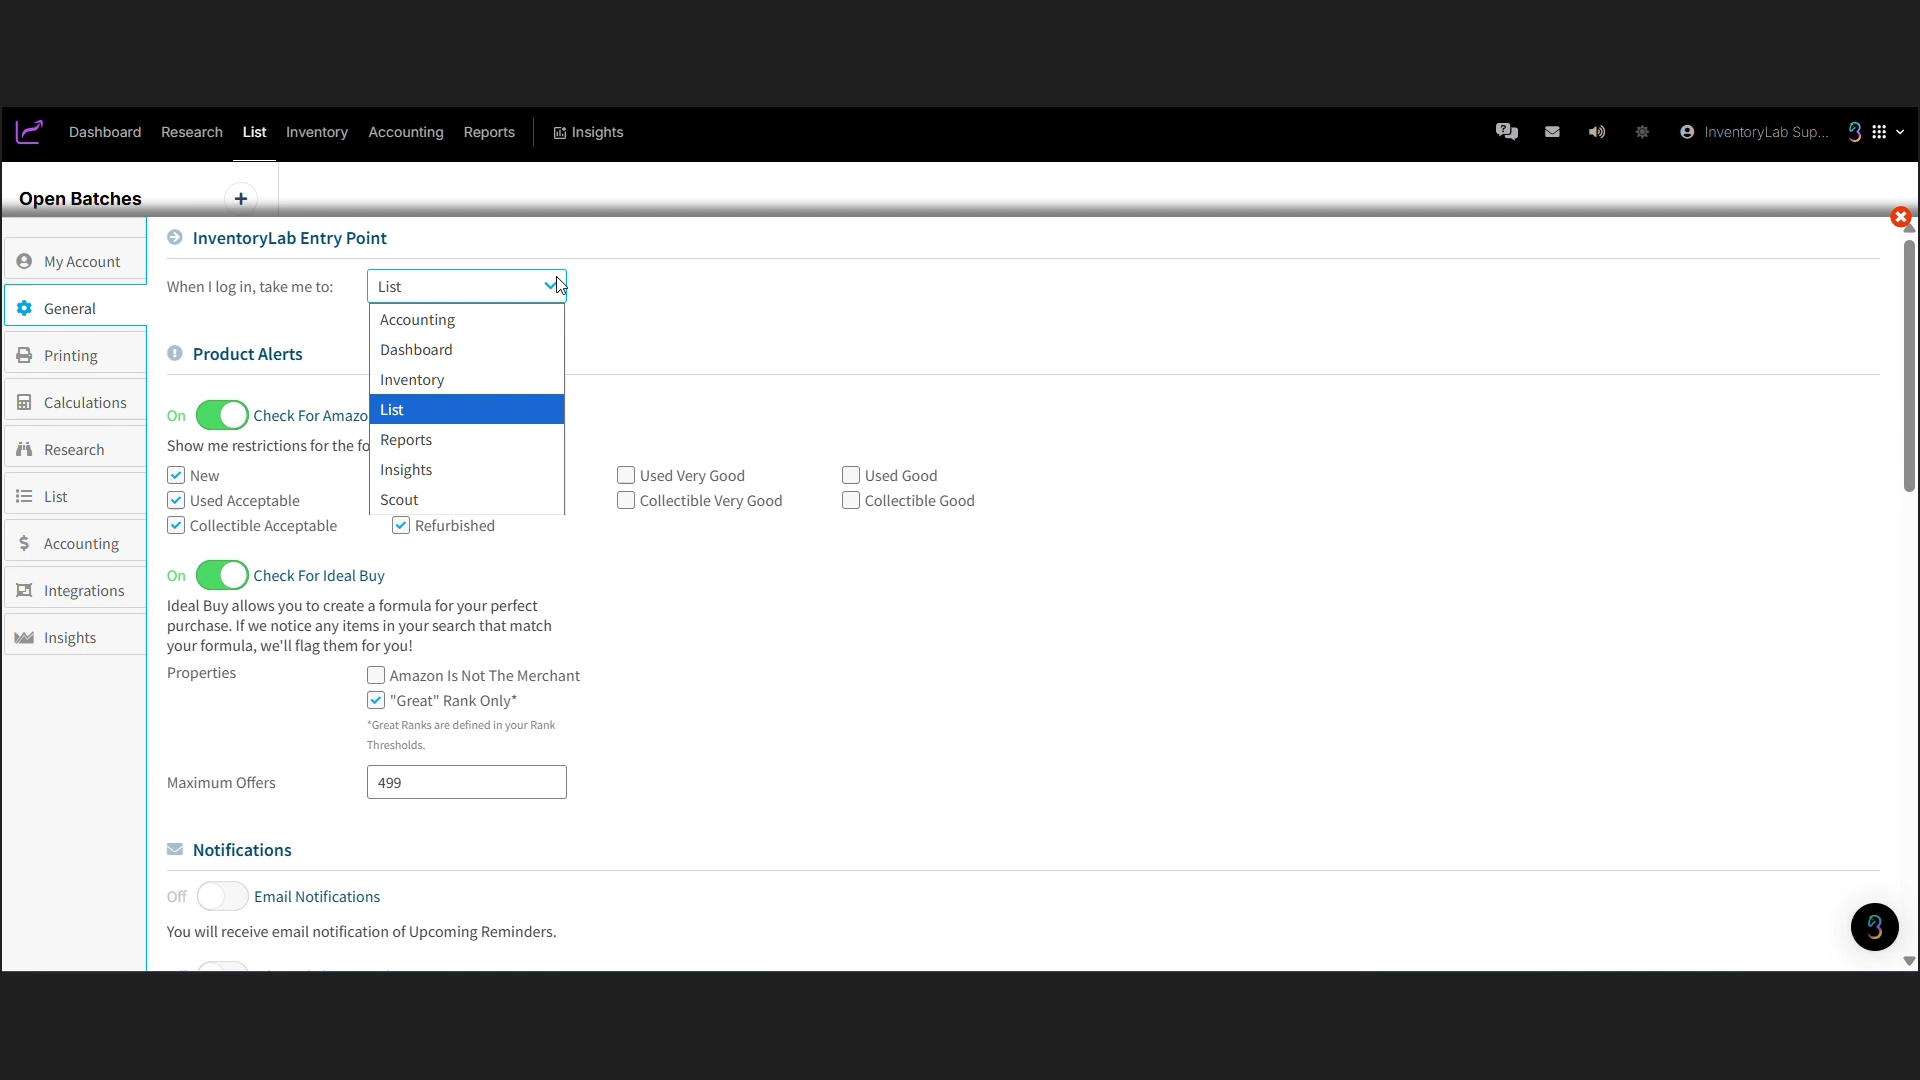 Dashboard Research List Inventory Accounting Reports Insights InventoryLab Sup...
Open Batches +
InventoryLab Entry Point
My Account
General
Printing
Calculations
Research
List
Accounting
Integrations
Insights
When I log in, take me to: List
Accounting
Dashboard
Inventory
List
Reports
Insights
Scout
Product Alerts
On Check For Amazo
Show me restrictions for the fo
New Used Very Good Used Good
Used Acceptable Collectible Very Good Collectible Good
Collectible Acceptable Refurbished
On Check For Ideal Buy
Ideal Buy allows you to create a formula for your perfect
purchase. If we notice any items in your search that match
your formula, we'll flag them for you!
Properties Amazon Is Not The Merchant
"Great" Rank Only*
*Great Ranks are defined in your Rank
Thresholds.
Maximum Offers 499
Notifications
Off Email Notifications
You will receive email notification of Upcoming Reminders.